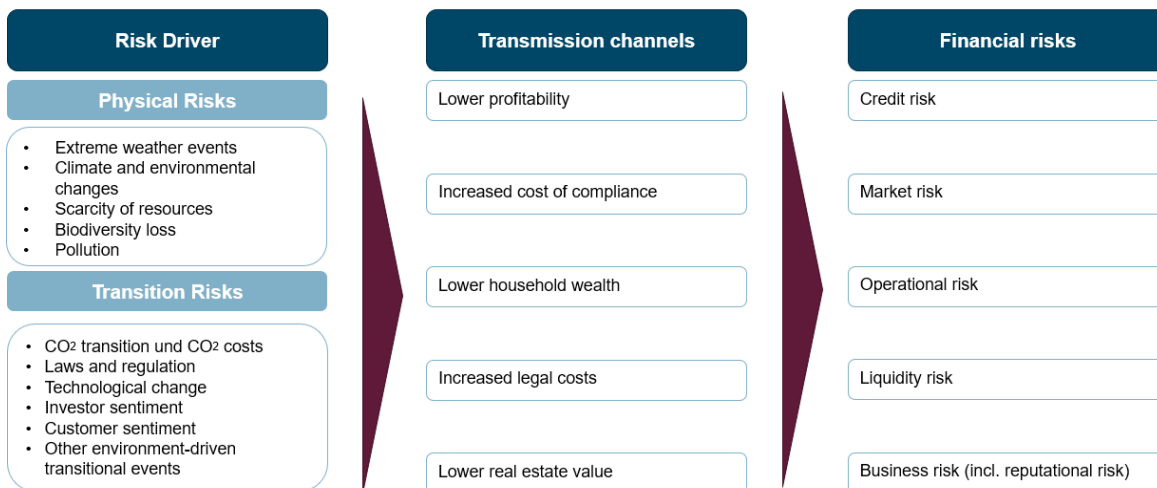 Risk Driver
Physical Risks
• Extreme weather events
• Climate and environmental
changes
• Scarcity of resources
• Biodiversity loss
• Pollution
Transition Risks
• CO2 transition und CO2 costs
• Laws and regulation
• Technological change
• Investor sentiment
• Customer sentiment
• Other environment-driven
transitional events
Transmission channels
Lower profitability
Increased cost of compliance
Lower household wealth
Increased legal costs
Lower real estate value
Financial risks
Credit risk
Market risk
Operational risk
Liquidity risk
Business risk (incl. reputational risk)